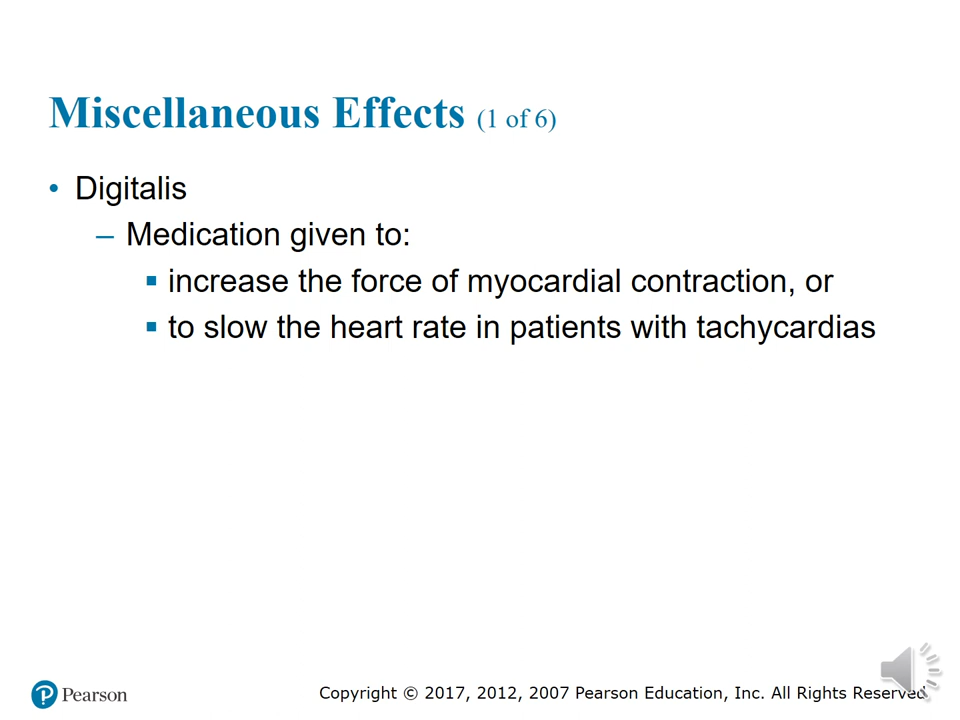 Miscellaneous Effects (1 of 6)
• Digitalis
– Medication given to:
▪ increase the force of myocardial contraction, or
▪ to slow the heart rate in patients with tachycardias
Pearson
Copyright © 2017, 2012, 2007 Pearson Education, Inc. All Rights Reserved